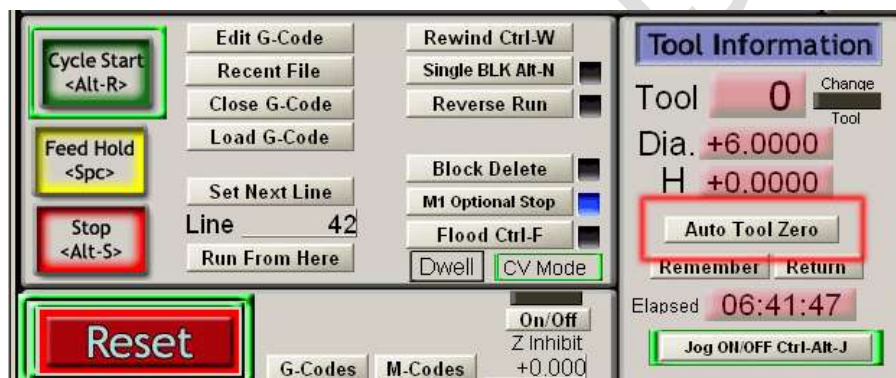 Cycle Start
<Alt-R>
Feed Hold
<Spc>
Stop
<Alt-S>
Edit G-Code
Recent File
Close G-Code
Load G-Code
Set Next Line
Line 42
Run From Here
Rewind Ctrl-W
Single BLK Alt-N
Reverse Run
Block Delete
M1 Optional Stop
Flood Ctrl-F
Dwell CV Mode
Reset
G-Codes M-Codes
On/Off
Z Inhibit
+0.000
Tool Information
Tool 0 Change
Tool
Dia. +6.0000
H +0.0000
Auto Tool Zero
Remember Return
Elapsed 06:41:47
Jog ON/OFF Ctrl-Alt-J